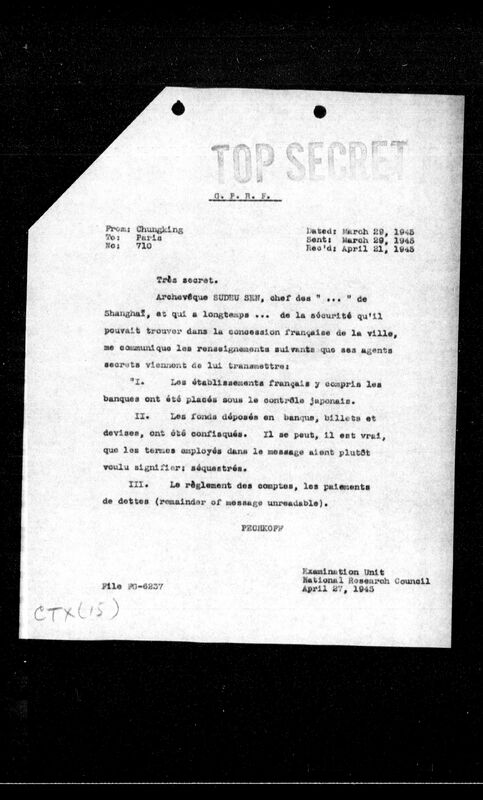 TOP SECRET
G. P. R. F.
From: Chungking
To: Paris
No: 710
Dated: March 29, 1945
Sent: March 29, 1945
Rec'd: April 21, 1945
Très secret.
Archevêque SUDEU SEN, chef des " ... " de
Shanghaï, et qui a longtemps ... de la sécurité qu'il
pouvait trouver dans la concession française de la ville,
me communique les renseignements suivants que ses agents
secrets viennent de lui transmettre:
"I. Les établissements français y compris les
banques ont été placés sous le contrôle japonais.
II. Les fonds déposés en banque, billets et
devises, ont été confisqués. Il se peut, il est vrai,
que les termes employés dans le message aient plutôt
voulu signifier: séquestrés.
III. Le règlement des comptes, les paiements
de dettes (remainder of message unreadable).
PECHKOFF
Examination Unit
National Research Council
April 27, 1945
File FG-6237
CTX(15)